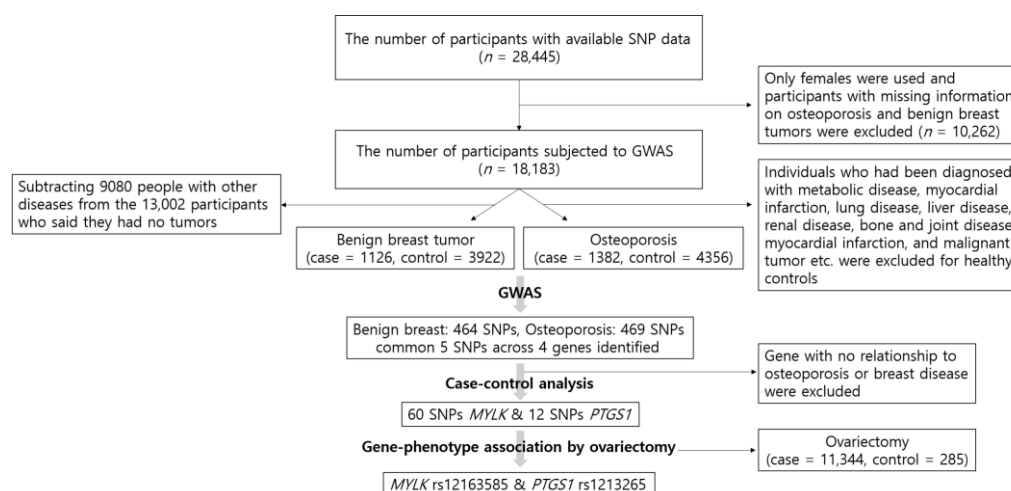 The number of participants with available SNP data
(n = 28,445)
Only females were used and
participants with missing information
on osteoporosis and benign breast
tumors were excluded (n = 10,262)
The number of participants subjected to GWAS
(n = 18,183)
Subtracting 9080 people with other
diseases from the 13,002 participants
who said they had no tumors
Individuals who had been diagnosed
with metabolic disease, myocardial
infarction, lung disease, liver disease,
renal disease, bone and joint disease
myocardial infarction, and malignant
tumor etc. were excluded for healthy
controls
Benign breast tumor
(case = 1126, control = 3922)
Osteoporosis
(case = 1382, control = 4356)
GWAS
Benign breast: 464 SNPs, Osteoporosis: 469 SNPs
common 5 SNPs across 4 genes identified
Gene with no relationship to
osteoporosis or breast disease
were excluded
Case-control analysis
60 SNPs MYLK & 12 SNPs PTGS1
Gene-phenotype association by ovariectomy
Ovariectomy
(case = 11,344, control = 285)
MYLK rs12163585 & PTGS1 rs1213265